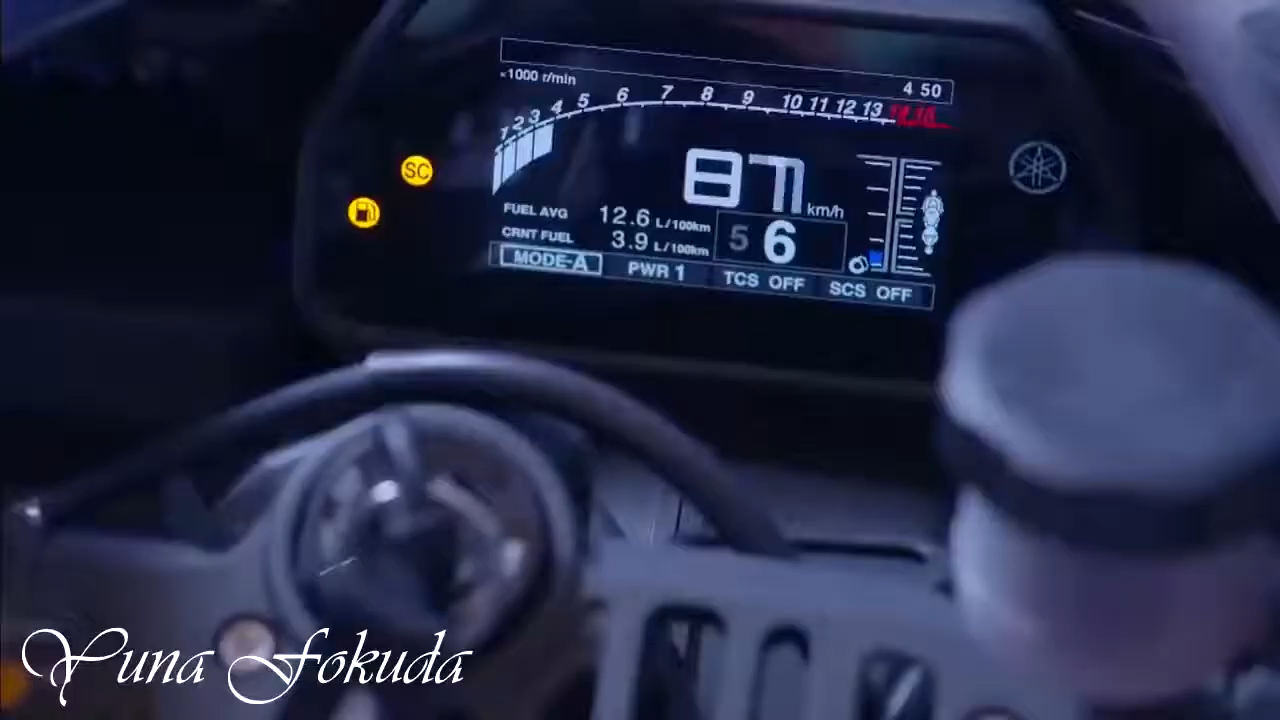 4 50
×1000 r/min
1 2 3 4 5 6 7 8 9 10 11 12 13
SC
87
km/h
FUEL AVG 12.6 L/100km
CRNT FUEL 3.9 L/100km
5 6
MODE-A PWR 1 TCS OFF SCS OFF
Yuna Fokuda